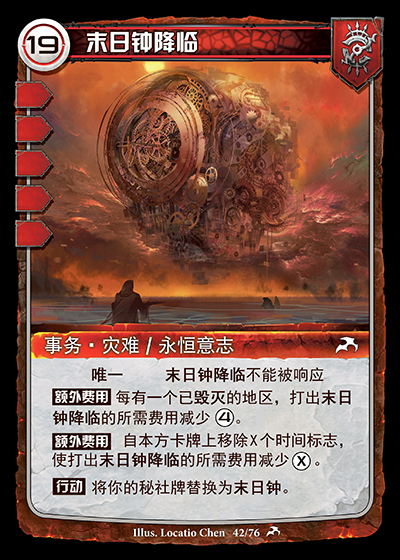 19
末日钟降临
事务·灾难/永恒意志
唯一 末日钟降临不能被响应
额外费用 每有一个已毁灭的地区，打出末日
钟降临的所需费用减少④。
额外费用 自本方卡牌上移除X个时间标志，
使打出末日钟降临的所需费用减少Ⓧ。
行动 将你的秘社牌替换为末日钟。
Illus. Locatio Chen 42/76